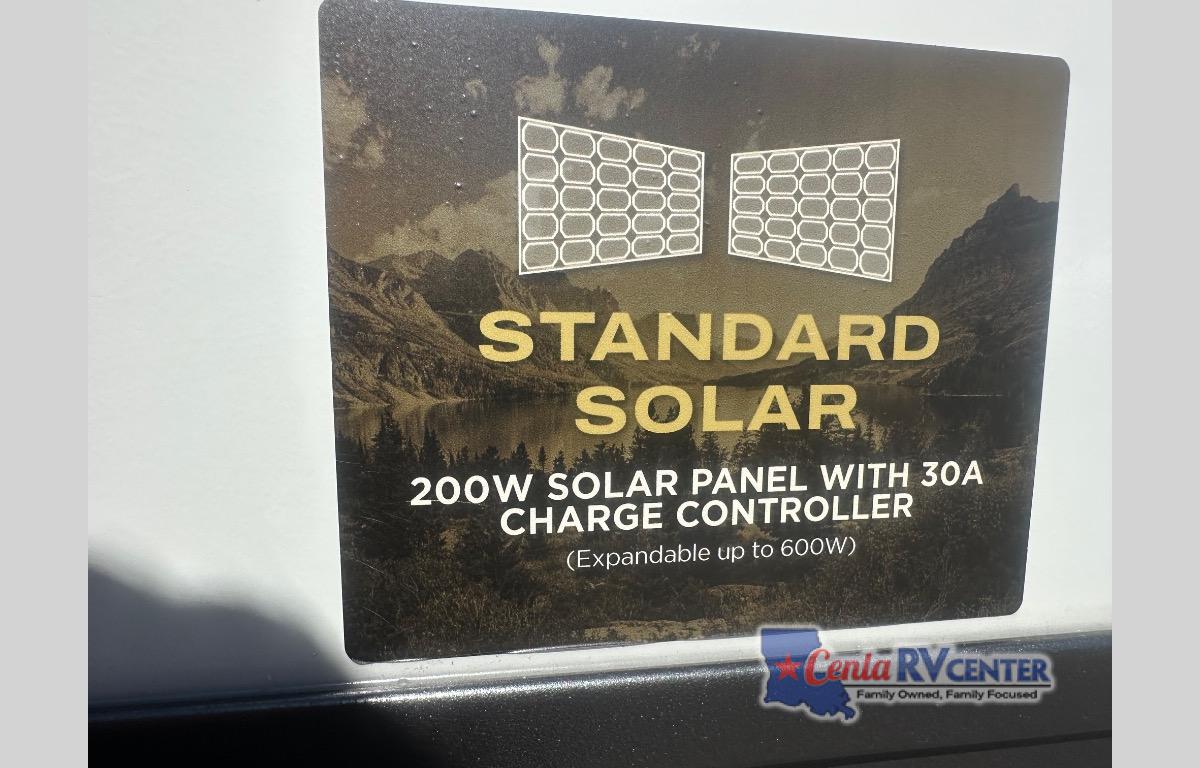 STANDARD
SOLAR
200W SOLAR PANEL WITH 30A
CHARGE CONTROLLER
(Expandable up to 600W)
Cenla RV CENTER
Family Owned, Family Focused